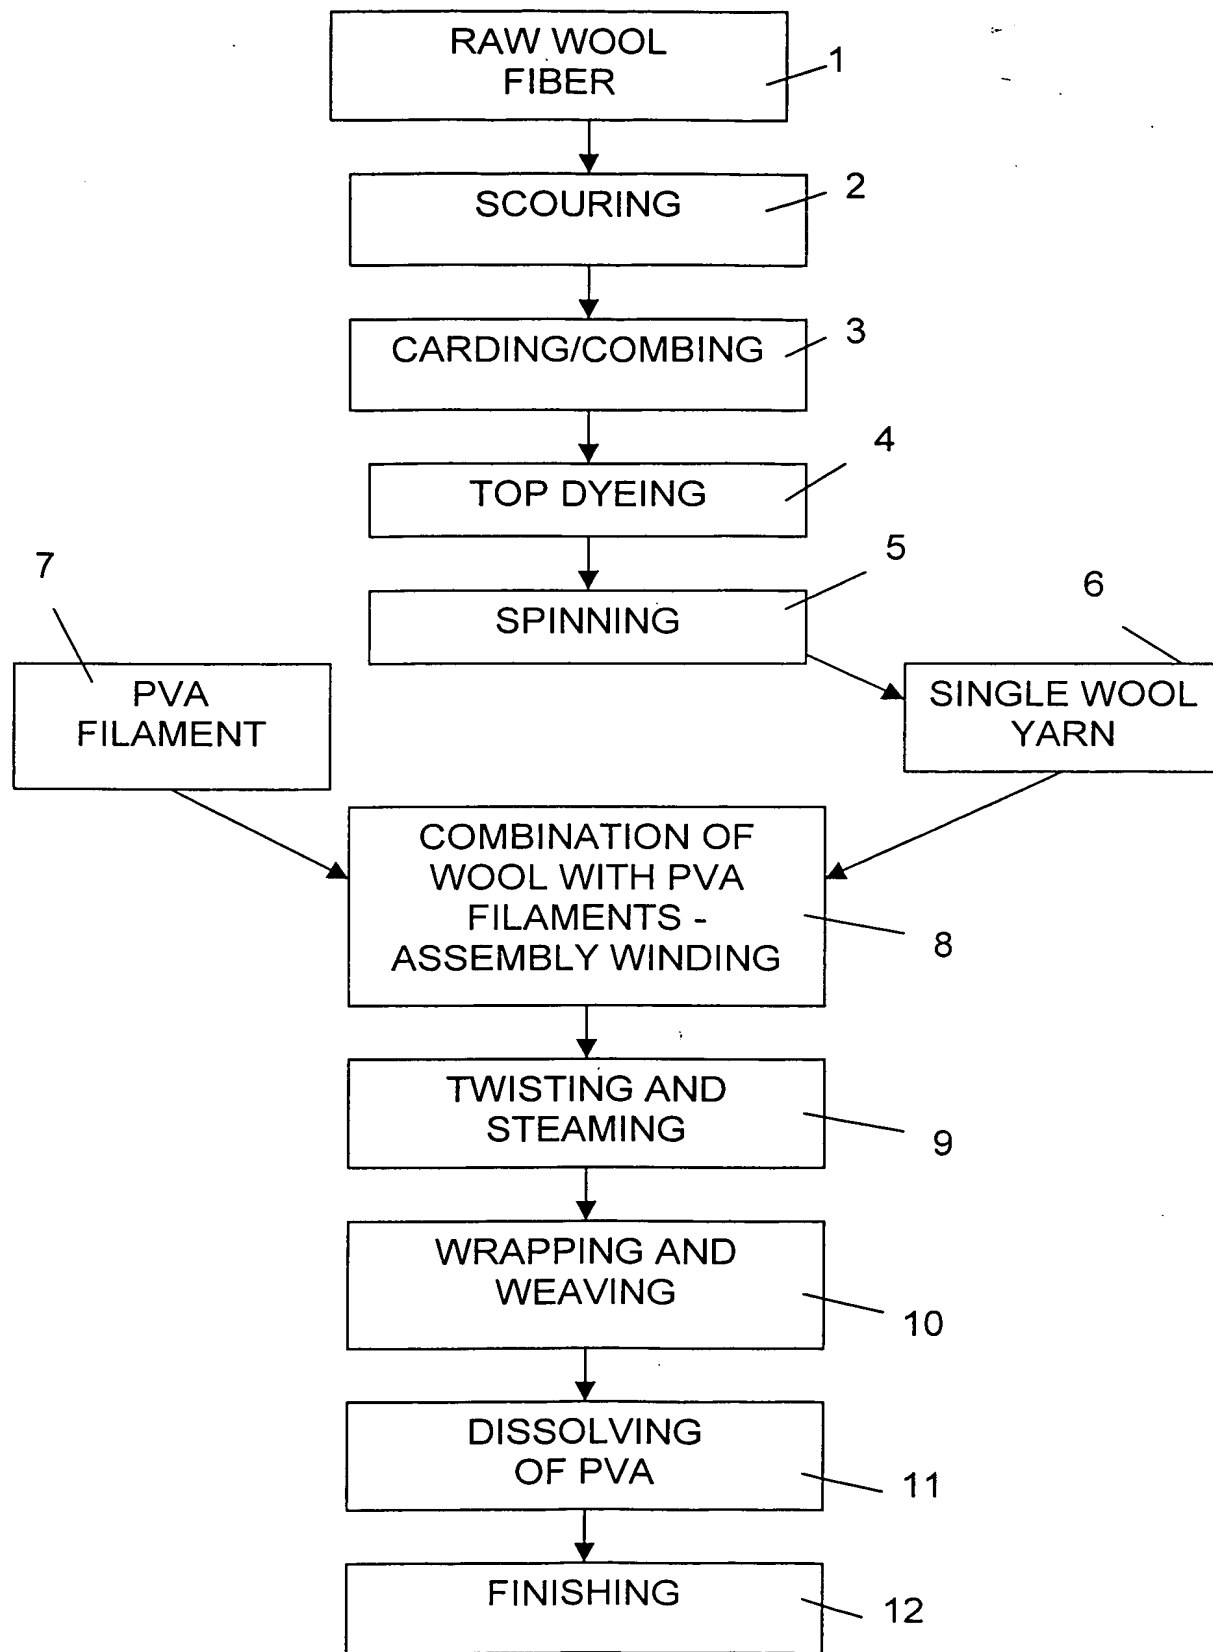 RAW WOOL
FIBER
1
SCOURING
2
CARDING/COMBING
3
TOP DYEING
4
SPINNING
5
7
PVA
FILAMENT
6
SINGLE WOOL
YARN
COMBINATION OF
WOOL WITH PVA
FILAMENTS -
ASSEMBLY WINDING
8
TWISTING AND
STEAMING
9
WRAPPING AND
WEAVING
10
DISSOLVING
OF PVA
11
FINISHING
12